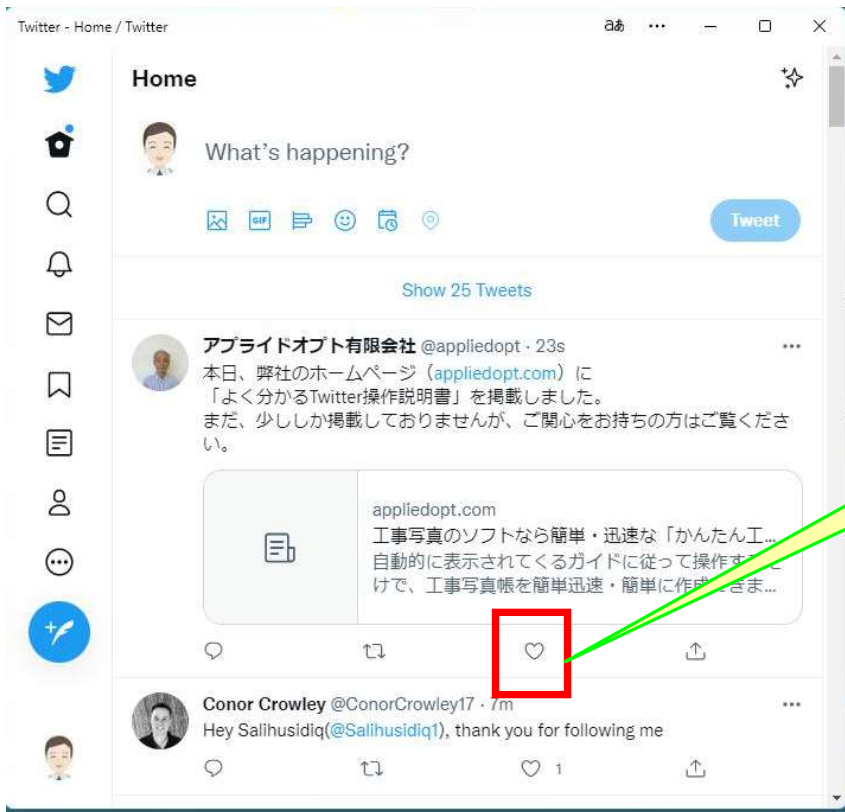 Twitter - Home / Twitter
aあ
Home
What's happening?
GIF
Tweet
Show 25 Tweets
アプライドオプト有限会社 @appliedopt · 23s
本日、弊社のホームページ（appliedopt.com）に
「よく分かるTwitter操作説明書」を掲載しました。
まだ、少ししか掲載しておりませんが、ご関心をお持ちの方はご覧くださ
い。
appliedopt.com
工事写真のソフトなら簡単・迅速な「かんたん工...
自動的に表示されてくるガイドに従って操作す
けで、工事写真帳を簡単迅速・簡単に作成 きま...
Conor Crowley @ConorCrowley17 · 7m
Hey Salihusidiq(@Salihusidiq1), thank you for following me
1